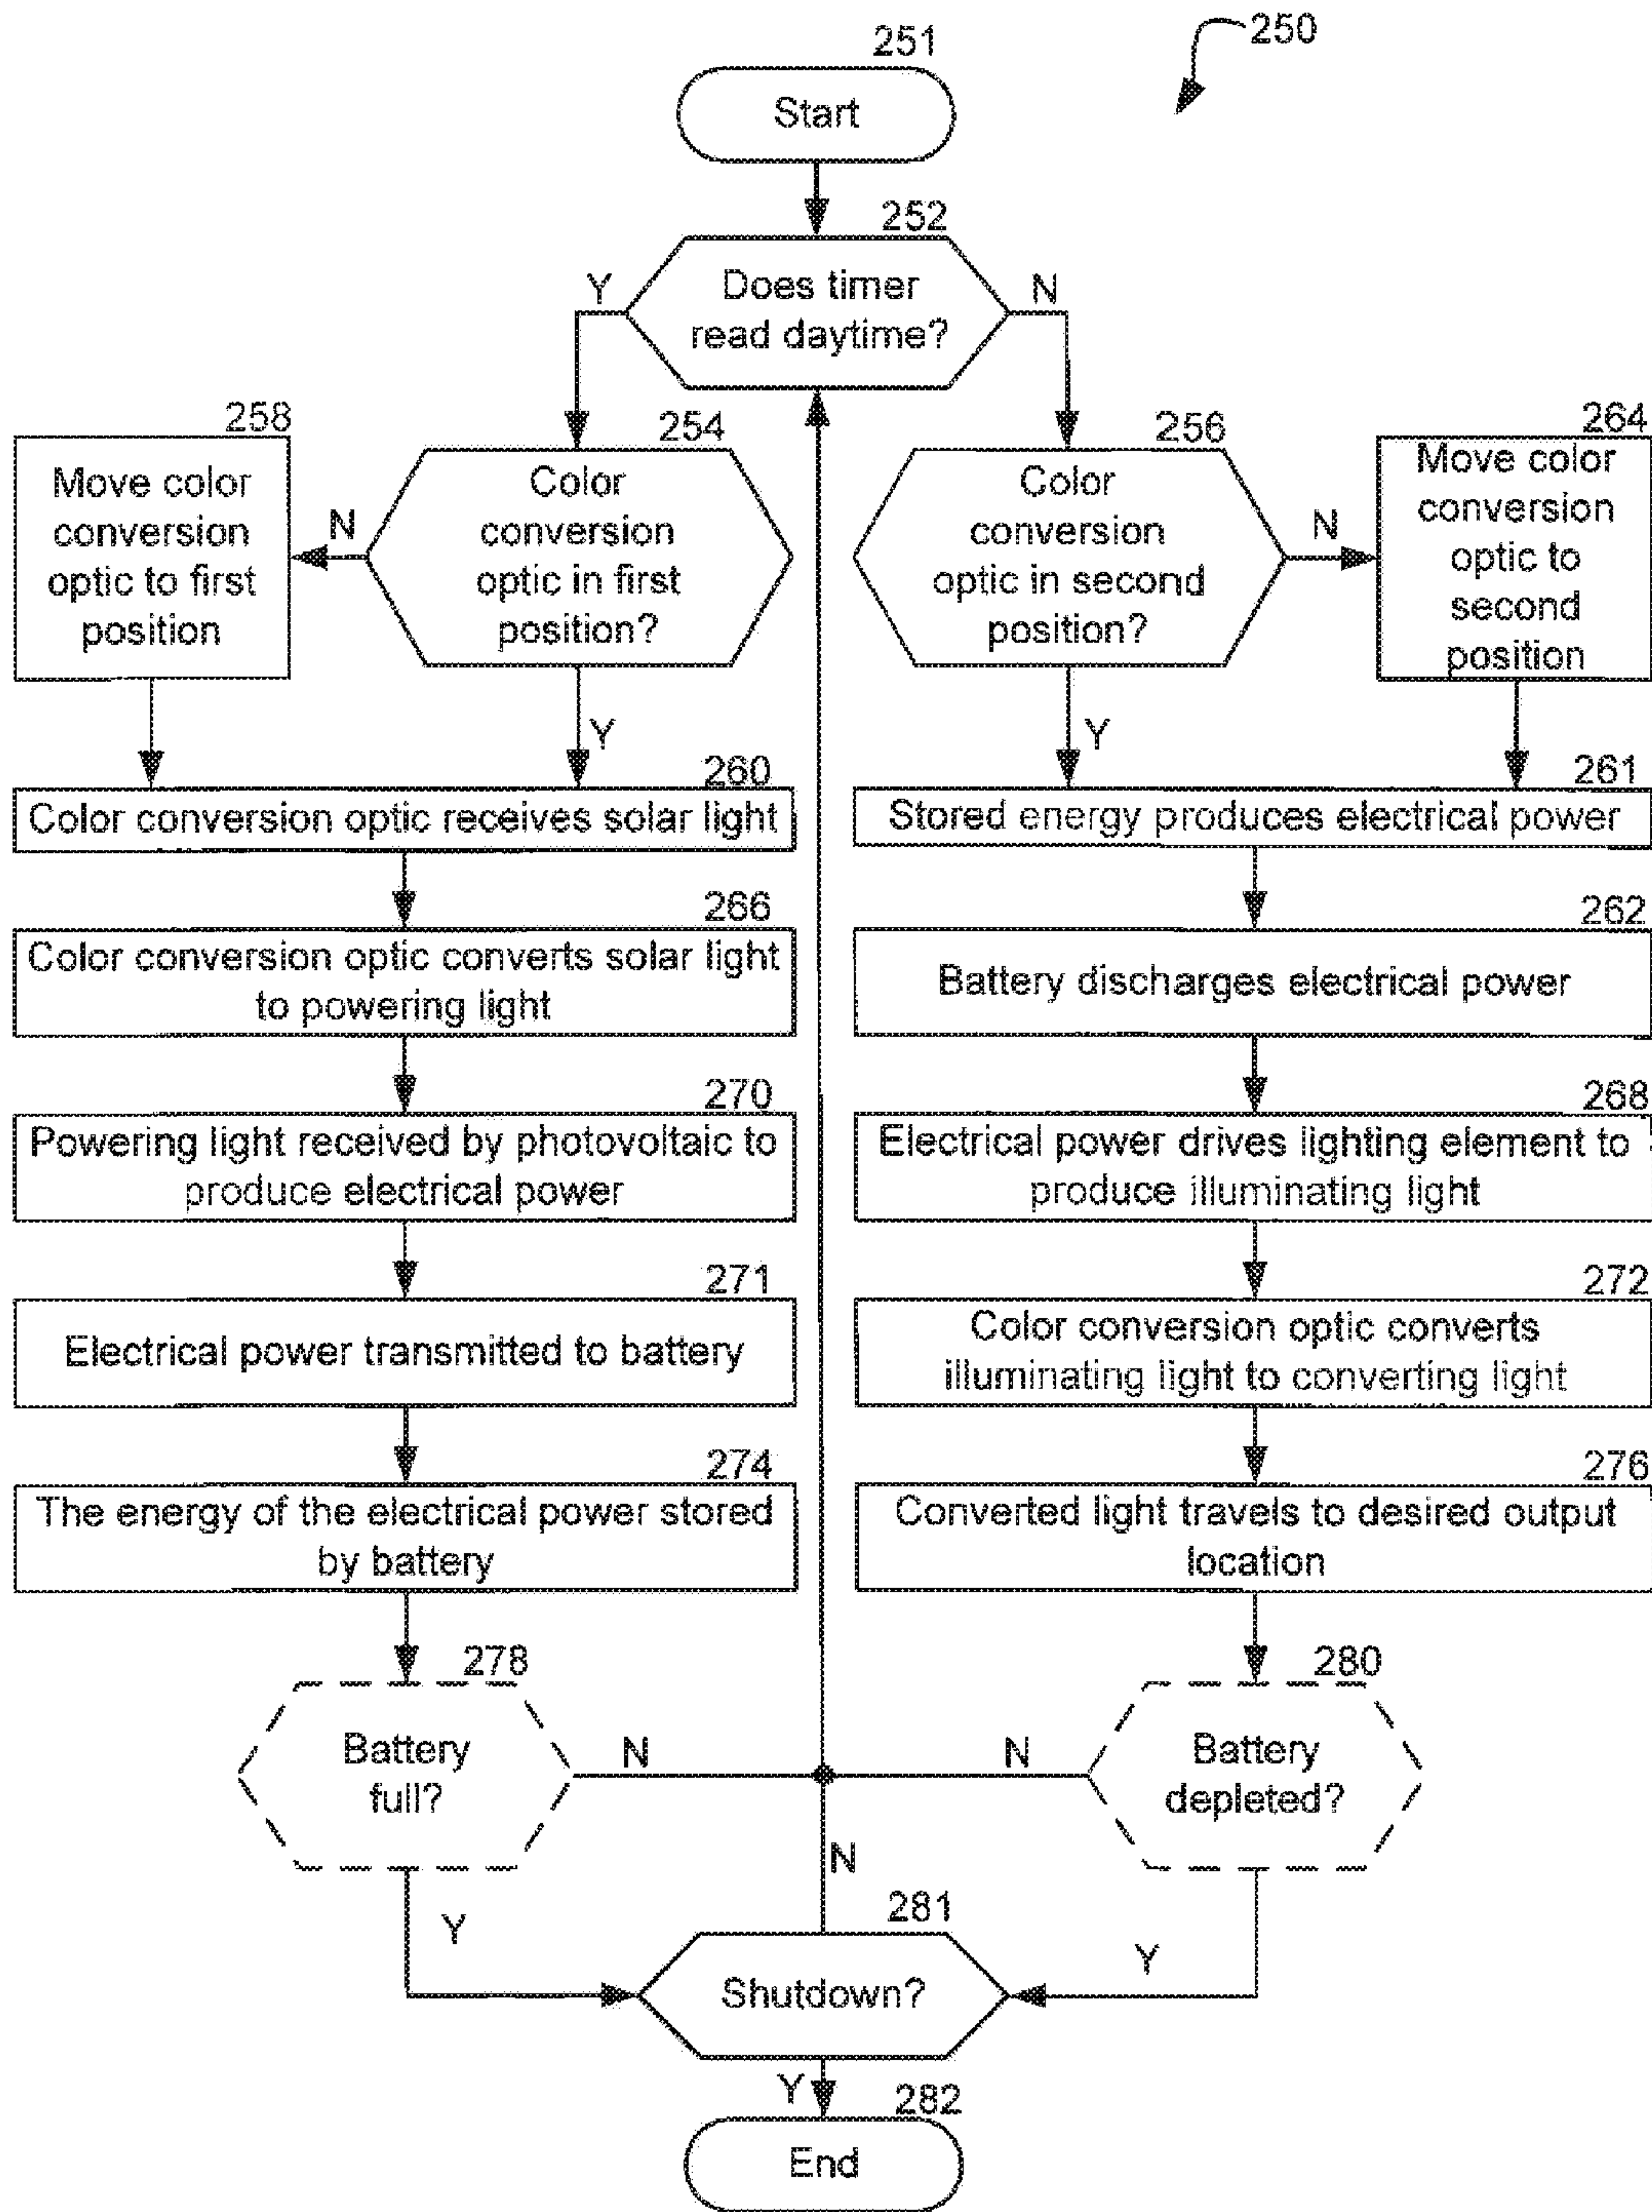 250
251
Start
252
Does timer
read daytime?
Y
N
258
Move color
conversion
optic to first
position
N
254
Color
conversion
optic in first
position?
Y
256
Color
conversion
optic in second
position?
N
Y
264
Move color
conversion
optic to
second
position
260
Color conversion optic receives solar light
266
Color conversion optic converts solar light
to powering light
270
Powering light received by photovoltaic to
produce electrical power
271
Electrical power transmitted to battery
274
The energy of the electrical power stored
by battery
278
Battery
full?
N
Y
261
Stored energy produces electrical power
262
Battery discharges electrical power
268
Electrical power drives lighting element to
produce illuminating light
272
Color conversion optic converts
illuminating light to converting light
276
Converted light travels to desired output
location
280
Battery
depleted?
N
Y
N
281
Shutdown?
Y
282
End